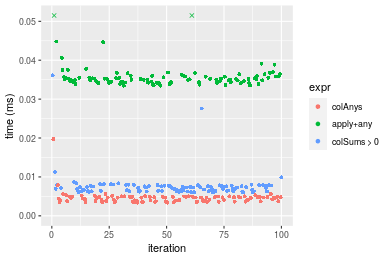 0.05
0.04
0.03
0.02
0.01
0.00
time (ms)
0
25
50
75
100
iteration
expr
colAnys
apply+any
colSums > 0